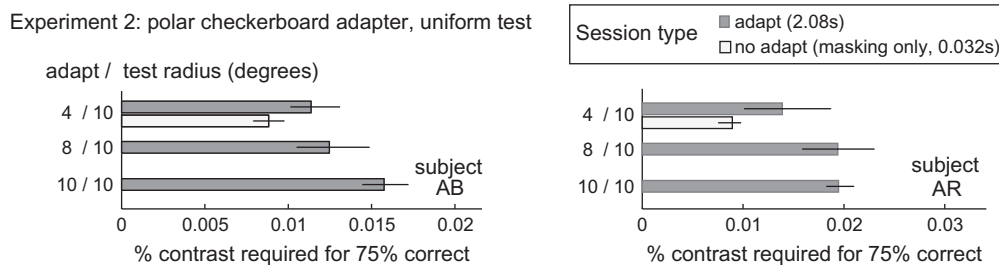 Experiment 2: polar checkerboard adapter, uniform test
Session type
adapt (2.08s)
no adapt (masking only, 0.032s)
adapt / test radius (degrees)
4 / 10
8 / 10
10 / 10
subject
AB
0 0.005 0.01 0.015 0.02
% contrast required for 75% correct
4 / 10
8 / 10
10 / 10
subject
AR
0 0.01 0.02 0.03
% contrast required for 75% correct